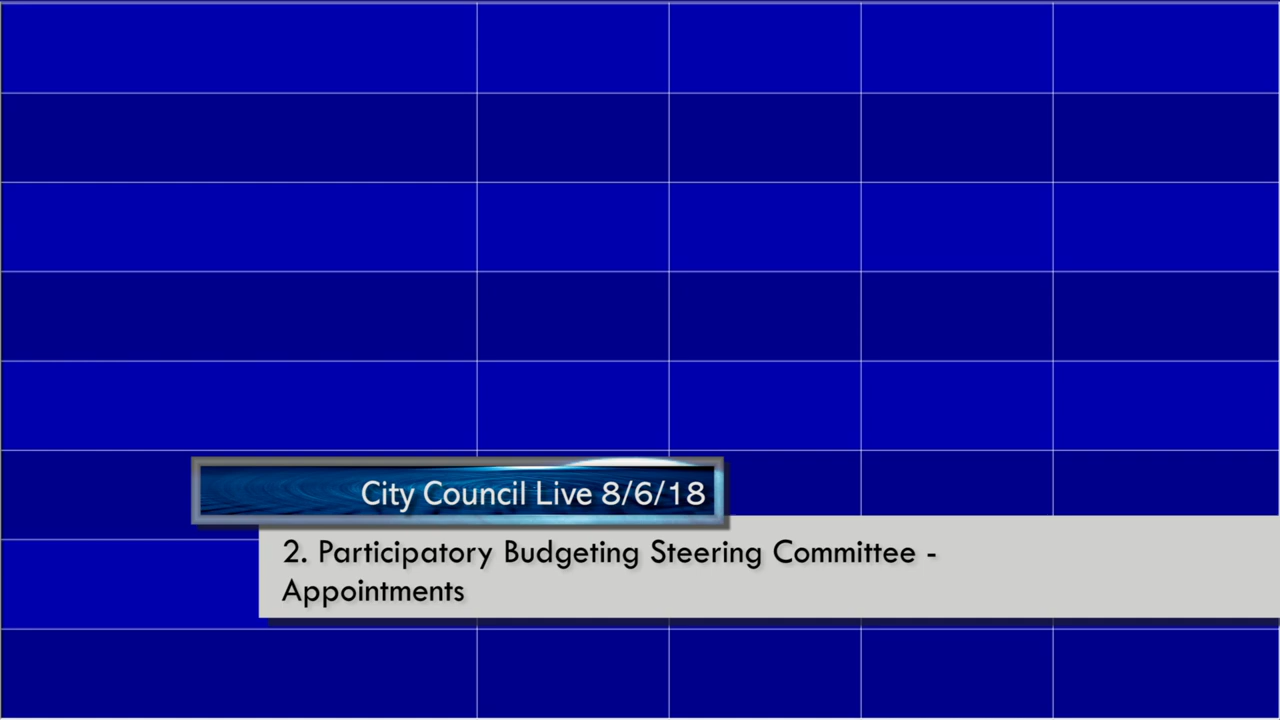 City Council Live 8/6/18
2. Participatory Budgeting Steering Committee -
Appointments